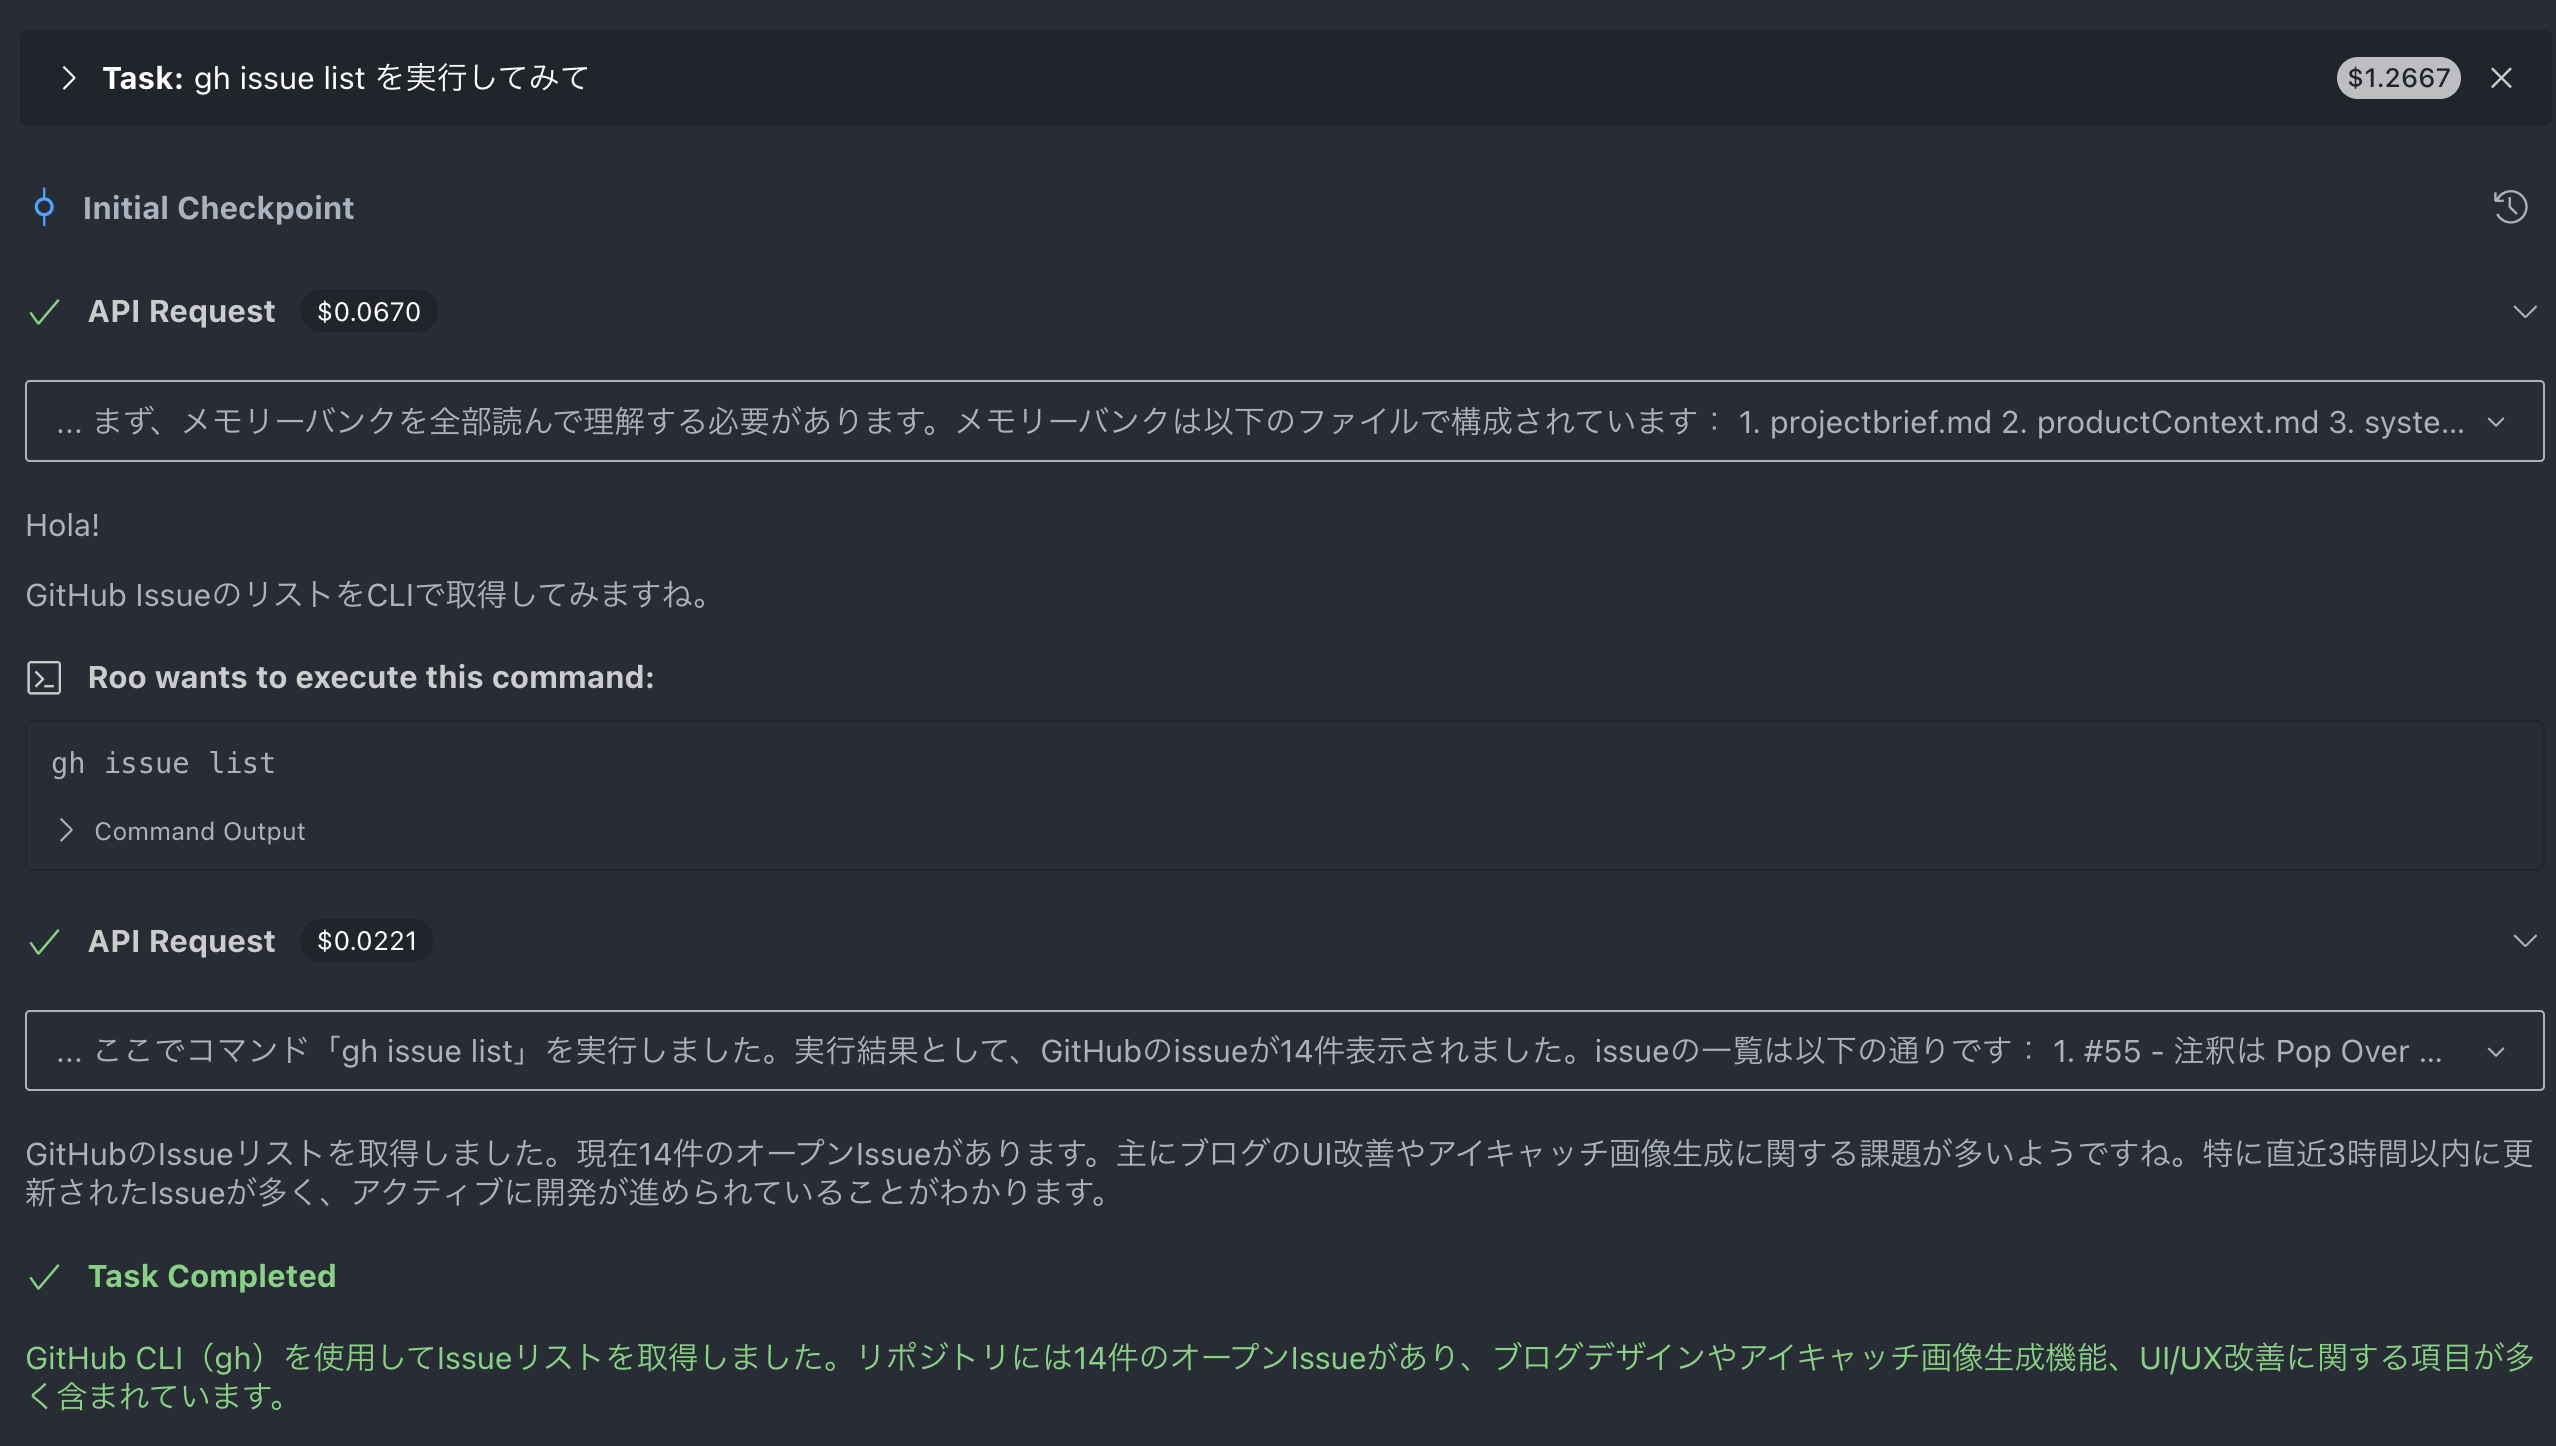 Task: gh issue list を実行してみて
$1.2667
Initial Checkpoint
API Request $0.0670
... まず、メモリーバンクを全部読んで理解する必要があります。メモリーバンクは以下のファイルで構成されています： 1. projectbrief.md 2. productContext.md 3. syste...
Hola!
GitHub IssueのリストをCLIで取得してみますね。
Roo wants to execute this command:
gh issue list
Command Output
API Request $0.0221
... ここでコマンド「gh issue list」を実行しました。実行結果として、GitHubのissueが14件表示されました。issueの一覧は以下の通りです： 1. #55 - 注釈は Pop Over ...
GitHubのIssueリストを取得しました。現在14件のオープンIssueがあります。主にブログのUI改善やアイキャッチ画像生成に関する課題が多いようですね。特に直近3時間以内に更
新されたIssueが多く、アクティブに開発が進められていることがわかります。
Task Completed
GitHub CLI（gh）を使用してIssueリストを取得しました。リポジトリには14件のオープンIssueがあり、ブログデザインやアイキャッチ画像生成機能、UI/UX改善に関する項目が多
く含まれています。